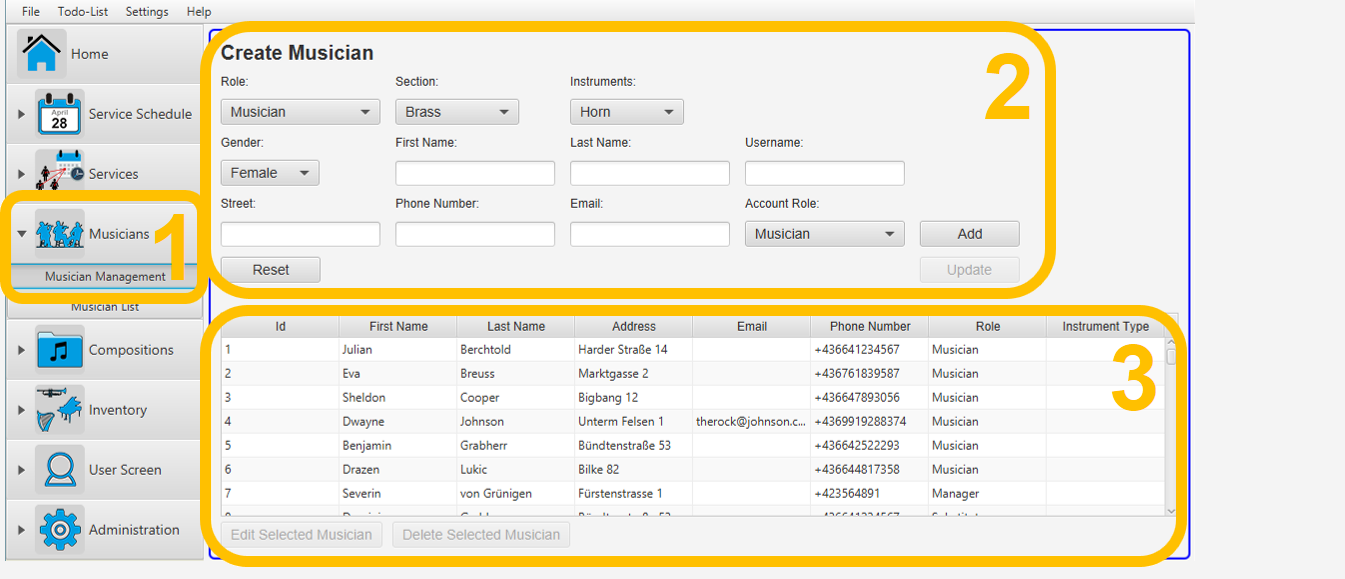 File Todo-List Settings Help
Home
Service Schedule
April
28
Services
Musicians
1
Musician Management
Musician List
Compositions
Inventory
User Screen
Administration
Create Musician
2
Role: Section: Instruments:
Musician Brass Horn
Gender: First Name: Last Name: Username:
Female
Street: Phone Number: Email: Account Role:
Musician Add
Reset Update
Id First Name Last Name Address Email Phone Number Role Instrument Type
3
1 Julian Berchtold Harder Straße 14 +436641234567 Musician
2 Eva Breuss Marktgasse 2 +436761839587 Musician
3 Sheldon Cooper Bigbang 12 +436647893056 Musician
4 Dwayne Johnson Unterm Felsen 1 therock@johnson.c... +4369919288374 Musician
5 Benjamin Grabherr Bündtenstraße 53 +436642522293 Musician
6 Drazen Lukic Bilke 82 +436644817358 Musician
7 Severin von Grünigen Fürstenstrasse 1 +423564891 Manager
Edit Selected Musician Delete Selected Musician